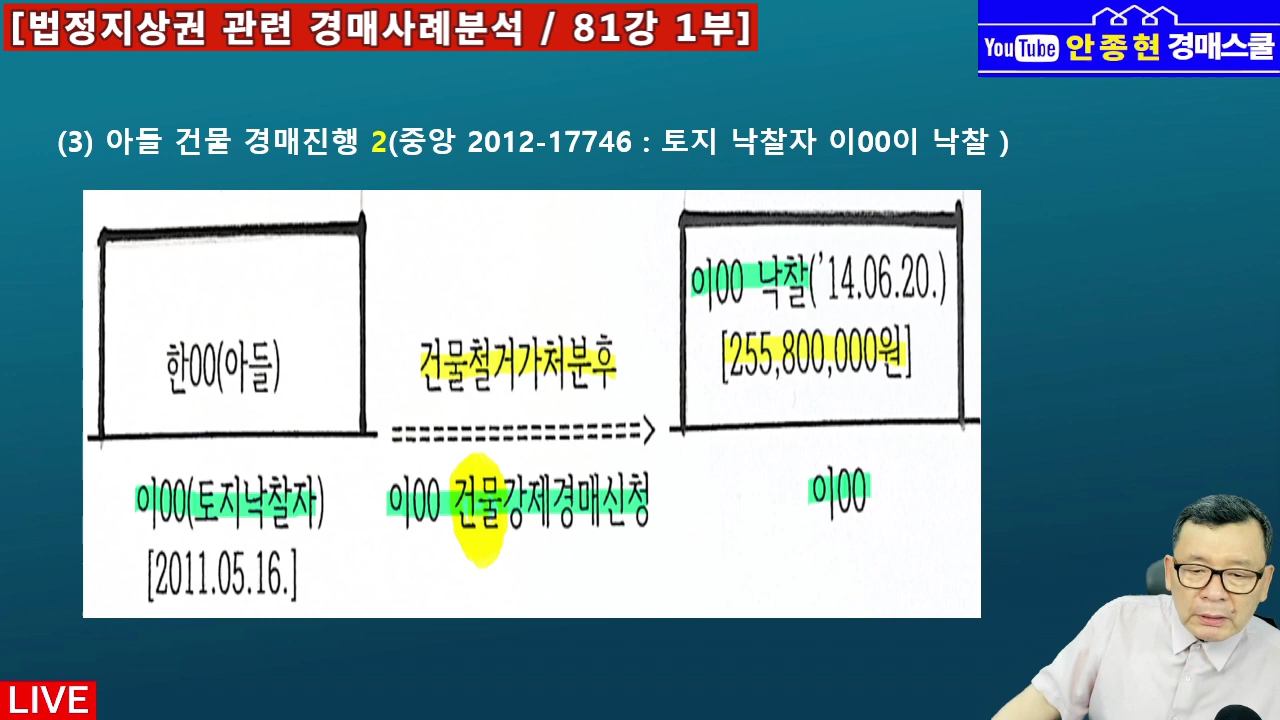 [법정지상권 관련 경매사례분석 / 81강 1부]
YouTube 안종현 경매스쿨
(3) 아들 건물 경매진행 2(중앙 2012-17746 : 토지 낙찰자 이00이 낙찰 )
이00 낙찰('14.06.20.)
[255,800,000원]
한00(아들)
건물철거가처분후
이00(토지낙찰자)
[2011.05.16.]
이00 건물강제경매신청
이00
LIVE